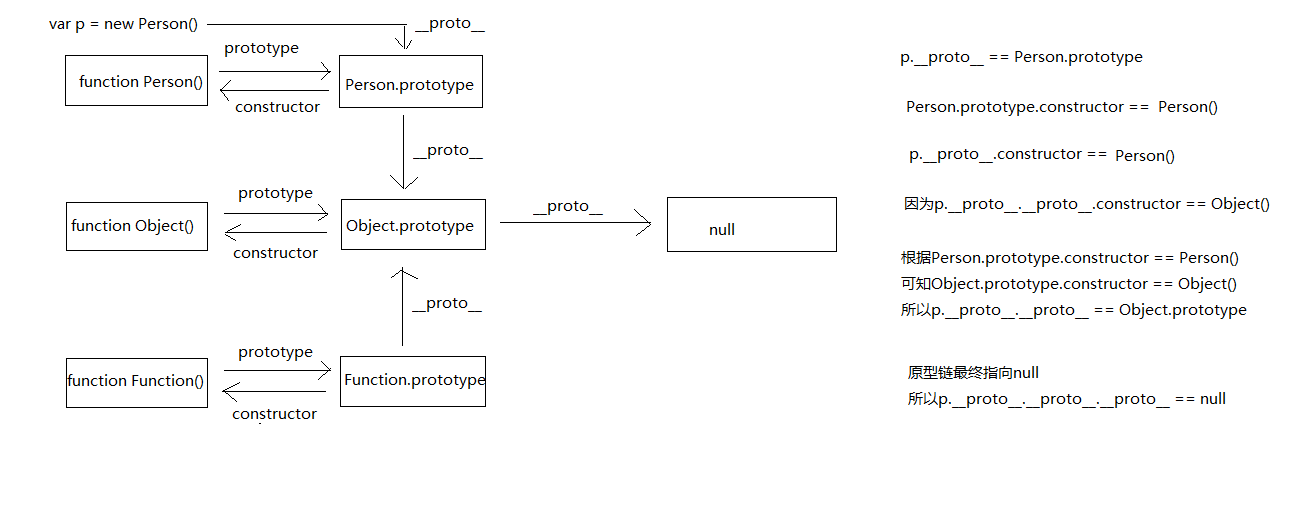 var p = new Person()
__proto__
prototype
function Person()
Person.prototype
constructor
__proto__
prototype
function Object()
Object.prototype
constructor
__proto__
null
__proto__
prototype
function Function()
Function.prototype
constructor
p.__proto__ == Person.prototype
Person.prototype.constructor == Person()
p.__proto__.constructor == Person()
因为p.__proto__.__proto__.constructor == Object()
根据Person.prototype.constructor == Person()
可知Object.prototype.constructor == Object()
所以p.__proto__.__proto__ == Object.prototype
原型链最终指向null
所以p.__proto__.__proto__.__proto__ == null